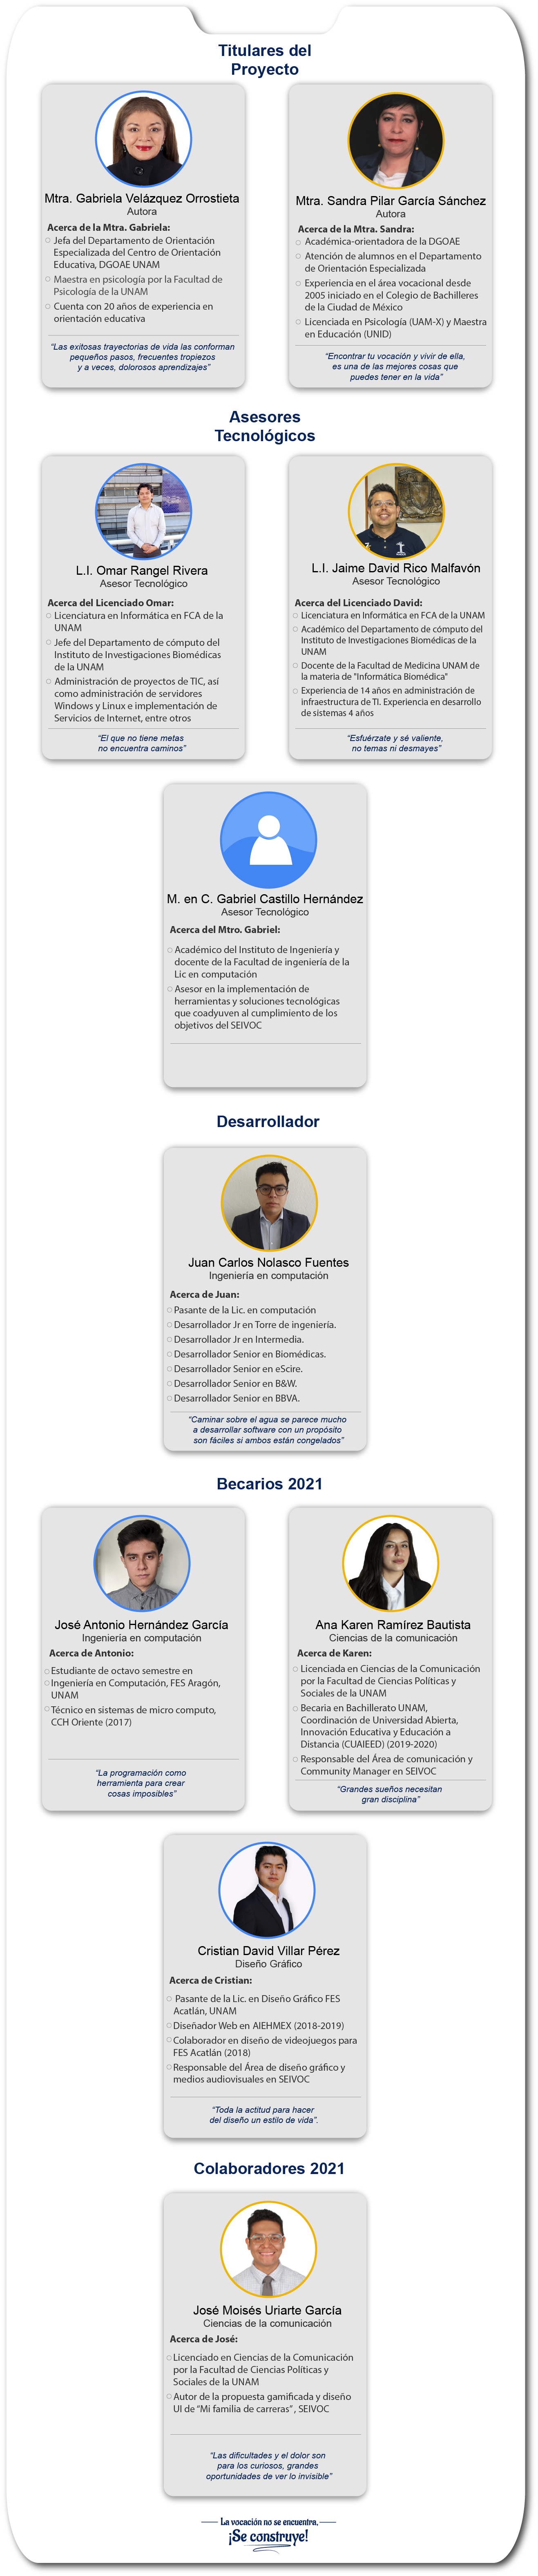 Titulares del
Proyecto
Mtra. Gabriela Velázquez Orrostieta
Autora
Acerca de la Mtra. Gabriela:
Jefa del Departamento de Orientación
Especializada del Centro de Orientación
Educativa, DGOAE UNAM
Maestra en psicología por la Facultad de
Psicología de la UNAM
Cuenta con 20 años de experiencia en
orientación educativa
“Las exitosas trayectorias de vida las conforman
pequeños pasos, frecuentes tropiezos
y a veces, dolorosos aprendizajes”
Mtra. Sandra Pilar García Sánchez
Autora
Acerca de la Mtra. Sandra:
Académica-orientadora de la DGOAE
Atención de alumnos en el Departamento
de Orientación Especializada
Experiencia en el área vocacional desde
2005 iniciado en el Colegio de Bachilleres
de la Ciudad de México
Licenciada en Psicología (UAM-X) y Maestra
en Educación (UNID)
“Encontrar tu vocación y vivir de ella,
es una de las mejores cosas que
puedes tener en la vida”
Asesores
Tecnológicos
L.I. Omar Rangel Rivera
Asesor Tecnológico
Acerca del Licenciado Omar:
Licenciatura en Informática en FCA de la
UNAM
Jefe del Departamento de cómputo del
Instituto de Investigaciones Biomédicas
de la UNAM
Administración de proyectos de TIC, así
como administración de servidores
Windows y Linux e implementación de
Servicios de Internet, entre otros
“El que no tiene metas
no encuentra caminos”
L.I. Jaime David Rico Malfavón
Asesor Tecnológico
Acerca del Licenciado David:
Licenciatura en Informática en FCA de la UNAM
Académico del Departamento de cómputo del
Instituto de Investigaciones Biomédicas de la
UNAM
Docente de la Facultad de Medicina UNAM de
la materia de "Informática Biomédica"
Experiencia de 14 años en administración de
infraestructura de TI. Experiencia en desarrollo
de sistemas 4 años
“Esfuérzate y sé valiente,
no temas ni desmayes”
M. en C. Gabriel Castillo Hernández
Asesor Tecnológico
Acerca del Mtro. Gabriel:
Académico del Instituto de Ingeniería y
docente de la Facultad de ingeniería de la
Lic en computación
Asesor en la implementación de
herramientas y soluciones tecnológicas
que coadyuven al cumplimiento de los
objetivos del SEIVOC
Desarrollador
Juan Carlos Nolasco Fuentes
Ingeniería en computación
Acerca de Juan:
Pasante de la Lic. en computación
Desarrollador Jr en Torre de ingeniería.
Desarrollador Jr en Intermedia.
Desarrollador Senior en Biomédicas.
Desarrollador Senior en eScire.
Desarrollador Senior en B&W.
Desarrollador Senior en BBVA.
“Caminar sobre el agua se parece mucho
a desarrollar software con un propósito
son fáciles si ambos están congelados”
Becarios 2021
José Antonio Hernández García
Ingeniería en computación
Acerca de Antonio:
Estudiante de octavo semestre en
Ingeniería en Computación, FES Aragón,
UNAM
Técnico en sistemas de micro computo,
CCH Oriente (2017)
“La programación como
herramienta para crear
cosas imposibles”
Ana Karen Ramírez Bautista
Ciencias de la comunicación
Acerca de Karen:
Licenciada en Ciencias de la Comunicación
por la Facultad de Ciencias Políticas y
Sociales de la UNAM
Becaria en Bachillerato UNAM,
Coordinación de Universidad Abierta,
Innovación Educativa y Educación a
Distancia (CUAIEED) (2019-2020)
Responsable del Área de comunicación y
Community Manager en SEIVOC
“Grandes sueños necesitan
gran disciplina”
Cristian David Villar Pérez
Diseño Gráfico
Acerca de Cristian:
Pasante de la Lic. en Diseño Gráfico FES
Acatlán, UNAM
Diseñador Web en AIEHMEX (2018-2019)
Colaborador en diseño de videojuegos para
FES Acatlán (2018)
Responsable del Área de diseño gráfico y
medios audiovisuales en SEIVOC
“Toda la actitud para hacer
del diseño un estilo de vida”.
Colaboradores 2021
José Moisés Uriarte García
Ciencias de la comunicación
Acerca de José:
Licenciado en Ciencias de la Comunicación
por la Facultad de Ciencias Políticas y
Sociales de la UNAM
Autor de la propuesta gamificada y diseño
UI de “Mi familia de carreras” , SEIVOC
“Las dificultades y el dolor son
para los curiosos, grandes
oportunidades de ver lo invisible”
La vocación no se encuentra,
¡Se construye!